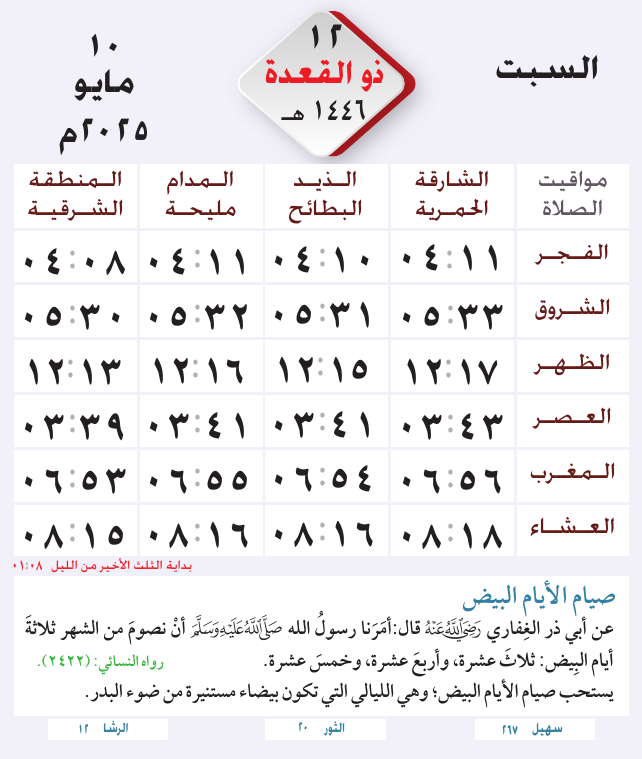 السبت
١٢
ذو القعدة
١٤٤٦ هـ
١٠
مايو
٢٠٢٥م
مواقيت الصلاة	الشارقة الحمرية	الذيد البطائح	المدام مليحة	المنطقة الشرقية
الفجر	٠٤:١١	٠٤:١٠	٠٤:١١	٠٤:٠٨
الشروق	٠٥:٣٣	٠٥:٣١	٠٥:٣٢	٠٥:٣٠
الظهر	١٢:١٧	١٢:١٥	١٢:١٦	١٢:١٣
العصر	٠٣:٤٣	٠٣:٤١	٠٣:٤١	٠٣:٣٩
المغرب	٠٦:٥٦	٠٦:٥٤	٠٦:٥٥	٠٦:٥٣
العشاء	٠٨:١٨	٠٨:١٦	٠٨:١٦	٠٨:١٥
بداية الثلث الأخير من الليل ٠١:٠٨
صيام الأيام البيض
عن أبي ذر الغِفاري رَضِيَ اللَّهُ عَنْهُ قال: أمَرَنا رسولُ الله صَلَّى اللَّهُ عَلَيْهِ وَسَلَّمَ أنْ نصومَ من الشهر ثلاثةَ
أيام البِيض: ثلاثَ عشرة، وأربعَ عشرة، وخمسَ عشرة. رواه النسائي: (٢٤٢٢).
يستحب صيام الأيام البيض؛ وهي الليالي التي تكون بيضاء مستنيرة من ضوء البدر.
سهيل ٢٦٧
الثور ٢٠
الرشا ١٢